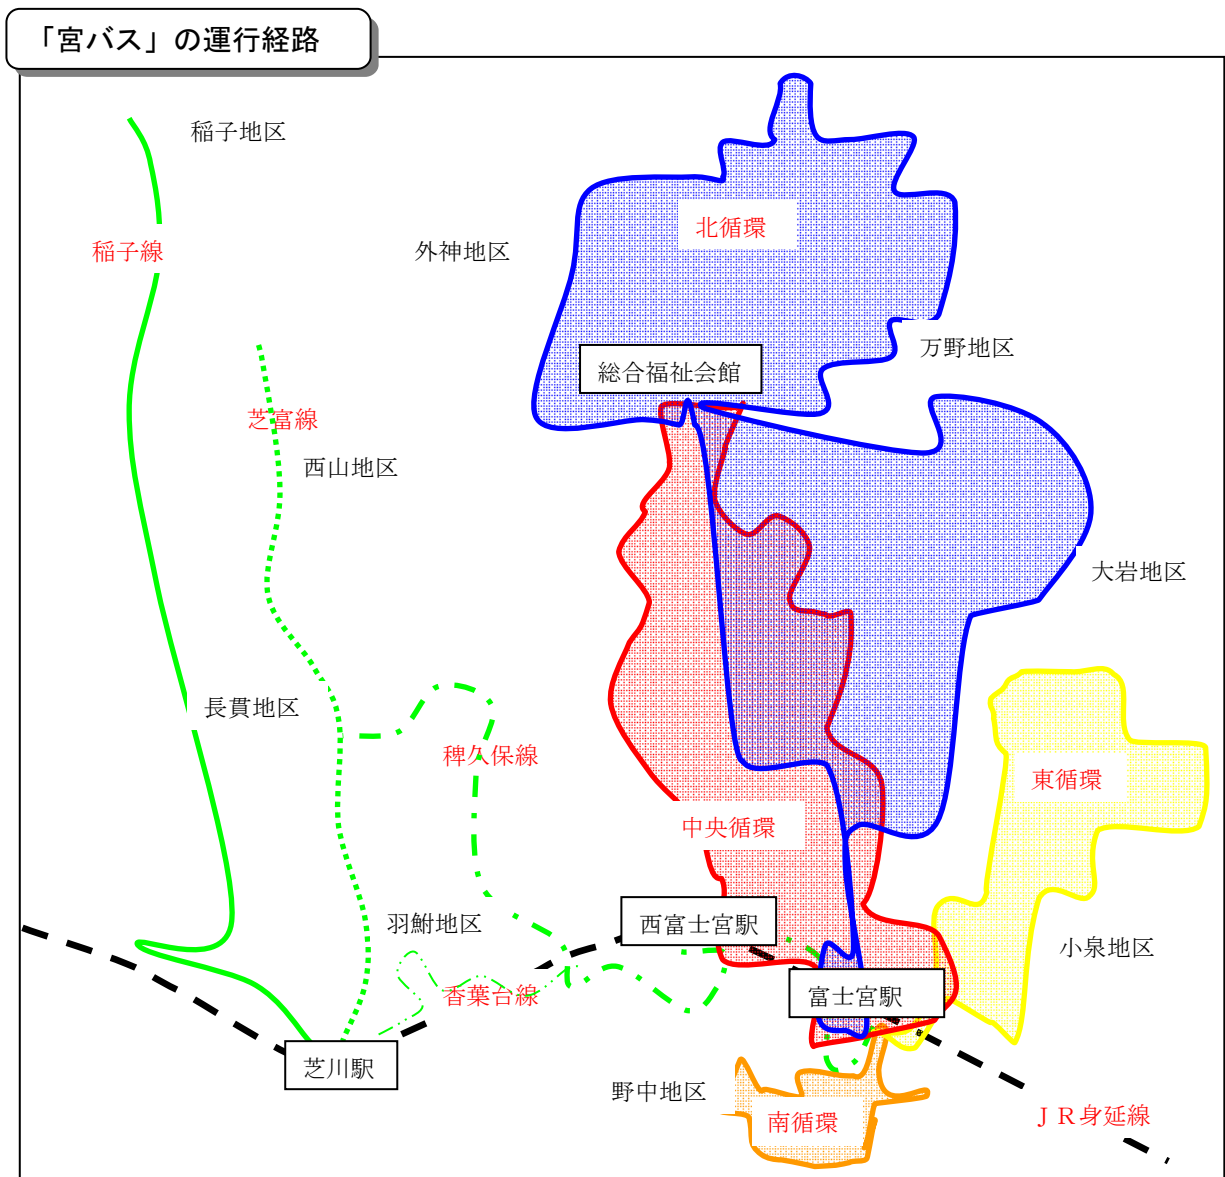 「宮バス」の運行経路
稲子地区
北循環
稲子線
外神地区
万野地区
総合福祉会館
芝富線
西山地区
大岩地区
長貫地区
稗久保線
東循環
中央循環
羽鮒地区
西富士宮駅
小泉地区
香葉台線
富士宮駅
芝川駅
野中地区
南循環
ＪＲ身延線